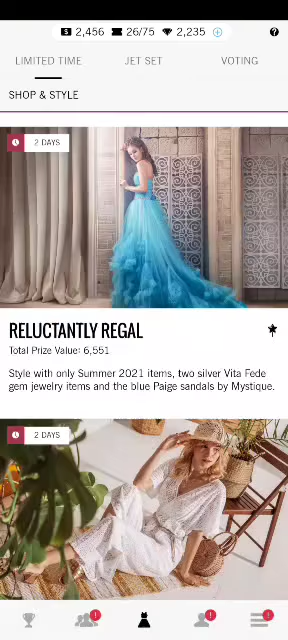 2,456 26/75 2,235
LIMITED TIME JET SET VOTING
SHOP & STYLE
2 DAYS
RELUCTANTLY REGAL
Total Prize Value: 6,551
Style with only Summer 2021 items, two silver Vita Fede
gem jewelry items and the blue Paige sandals by Mystique.
2 DAYS